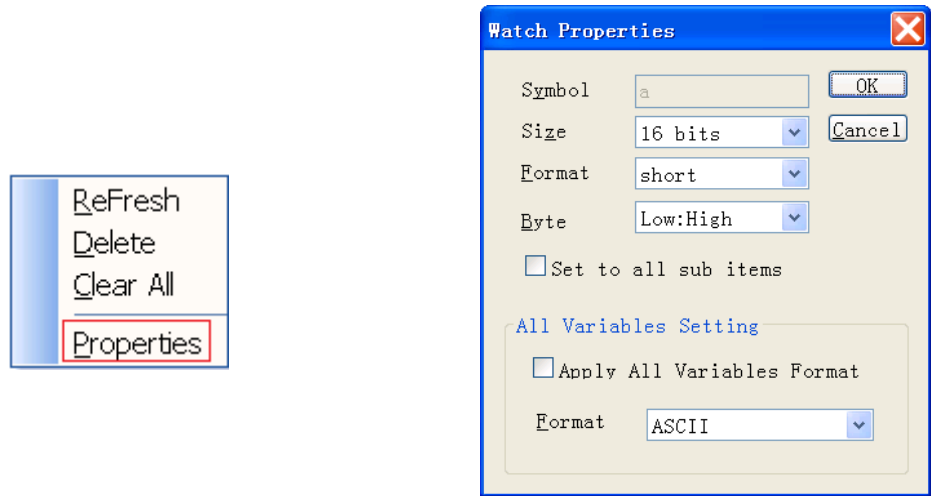 ReFresh
Delete
Clear All
Properties
Watch Properties
Symbol a OK
Size 16 bits Cancel
Format short
Byte Low:High
Set to all sub items
All Variables Setting
Apply All Variables Format
Format ASCII